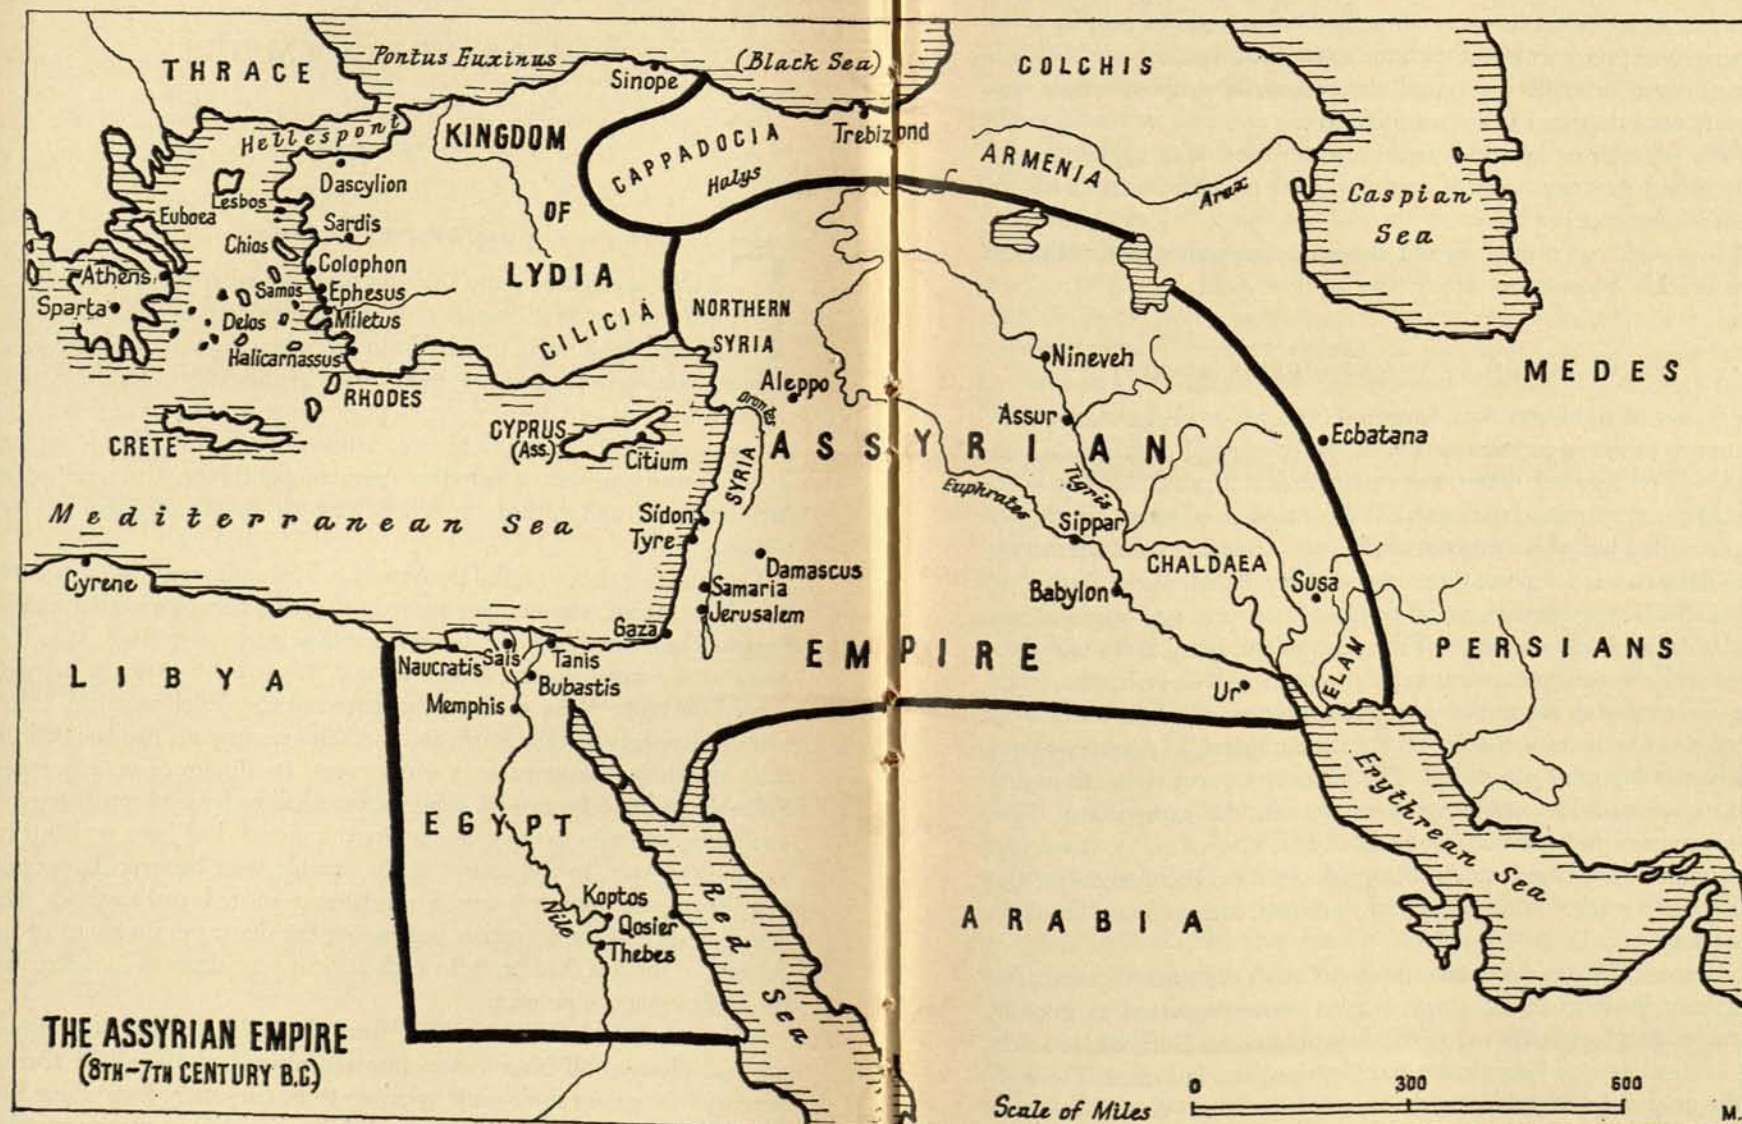 THRACE
Pontus Euxinus
(Black Sea)
COLCHIS
Sinope
Trebizond
Hellespont
KINGDOM
OF
LYDIA
CAPPADOCIA
Halys
ARMENIA
Arax
Caspian
Sea
Dascylion
Lesbos
Euboea
Sardis
Chios
Colophon
Athens
Samos
Ephesus
Sparta
Delos
Miletus
Halicarnassus
CILICIA
NORTHERN
SYRIA
Nineveh
MEDES
RHODES
Aleppo
Orontes
Assur
CRETE
CYPRUS
(Ass.)
Citium
SYRIA
ASSYRIAN
Ecbatana
Euphrates
Tigris
Mediterranean Sea
Sidon
Tyre
Sippar
Damascus
CHALDAEA
Cyrene
Samaria
Jerusalem
Babylon
Susa
Gaza
EMPIRE
ELAM
PERSIANS
LIBYA
Naucratis
Sais
Tanis
Bubastis
Memphis
Ur
Erythrean Sea
EGYPT
Nile
Koptos
Qosier
Thebes
Red Sea
ARABIA
THE ASSYRIAN EMPIRE
(8TH-7TH CENTURY B.C.)
0 300 600
Scale of Miles
M.